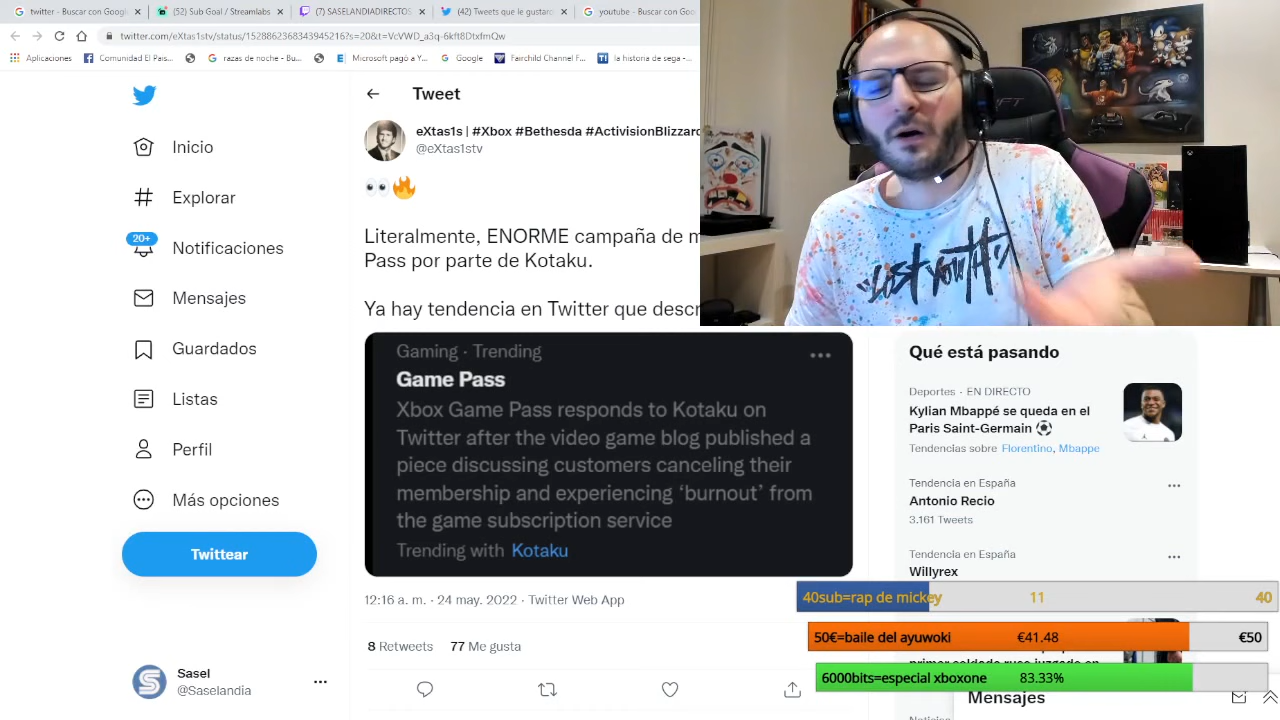 twitter - Buscar con Google
(52) Sub Goal / Streamlabs
(7) SASELANDIADIRECTOS
(42) Tweets que le gustaro
youtube - Buscar con Goo
twitter.com/eXtas1stv/status/1528862368343945216?s=20&t=VcVWD_a3q-6kft8DtxfmQw
Aplicaciones
Comunidad El Pais...
razas de noche - Bu...
Microsoft pagó a Y...
Google
Fairchild Channel F...
la historia de sega -...
Tweet
eXtas1s | #Xbox #Bethesda #ActivisionBlizzard
@eXtas1stv
👀🔥
Literalmente, ENORME campaña de m
Pass por parte de Kotaku.
Ya hay tendencia en Twitter que descr
Inicio
Explorar
20+
Notificaciones
Mensajes
Guardados
Listas
Perfil
Más opciones
Twittear
Sasel
@Saselandia
Gaming · Trending
Game Pass
Xbox Game Pass responds to Kotaku on
Twitter after the video game blog published a
piece discussing customers canceling their
membership and experiencing ‘burnout’ from
the game subscription service
Trending with Kotaku
12:16 a. m. · 24 may. 2022 · Twitter Web App
8 Retweets 77 Me gusta
LOST YOUTH
Qué está pasando
Deportes · EN DIRECTO
Kylian Mbappé se queda en el
Paris Saint-Germain ⚽
Tendencias sobre Florentino, Mbappe
Tendencia en España
Antonio Recio
3.161 Tweets
Tendencia en España
Willyrex
40sub=rap de mickey 11 40
50€=baile del ayuwoki €41.48 €50
primer soldado ruso juzgado en
6000bits=especial xboxone 83.33%
Mensajes